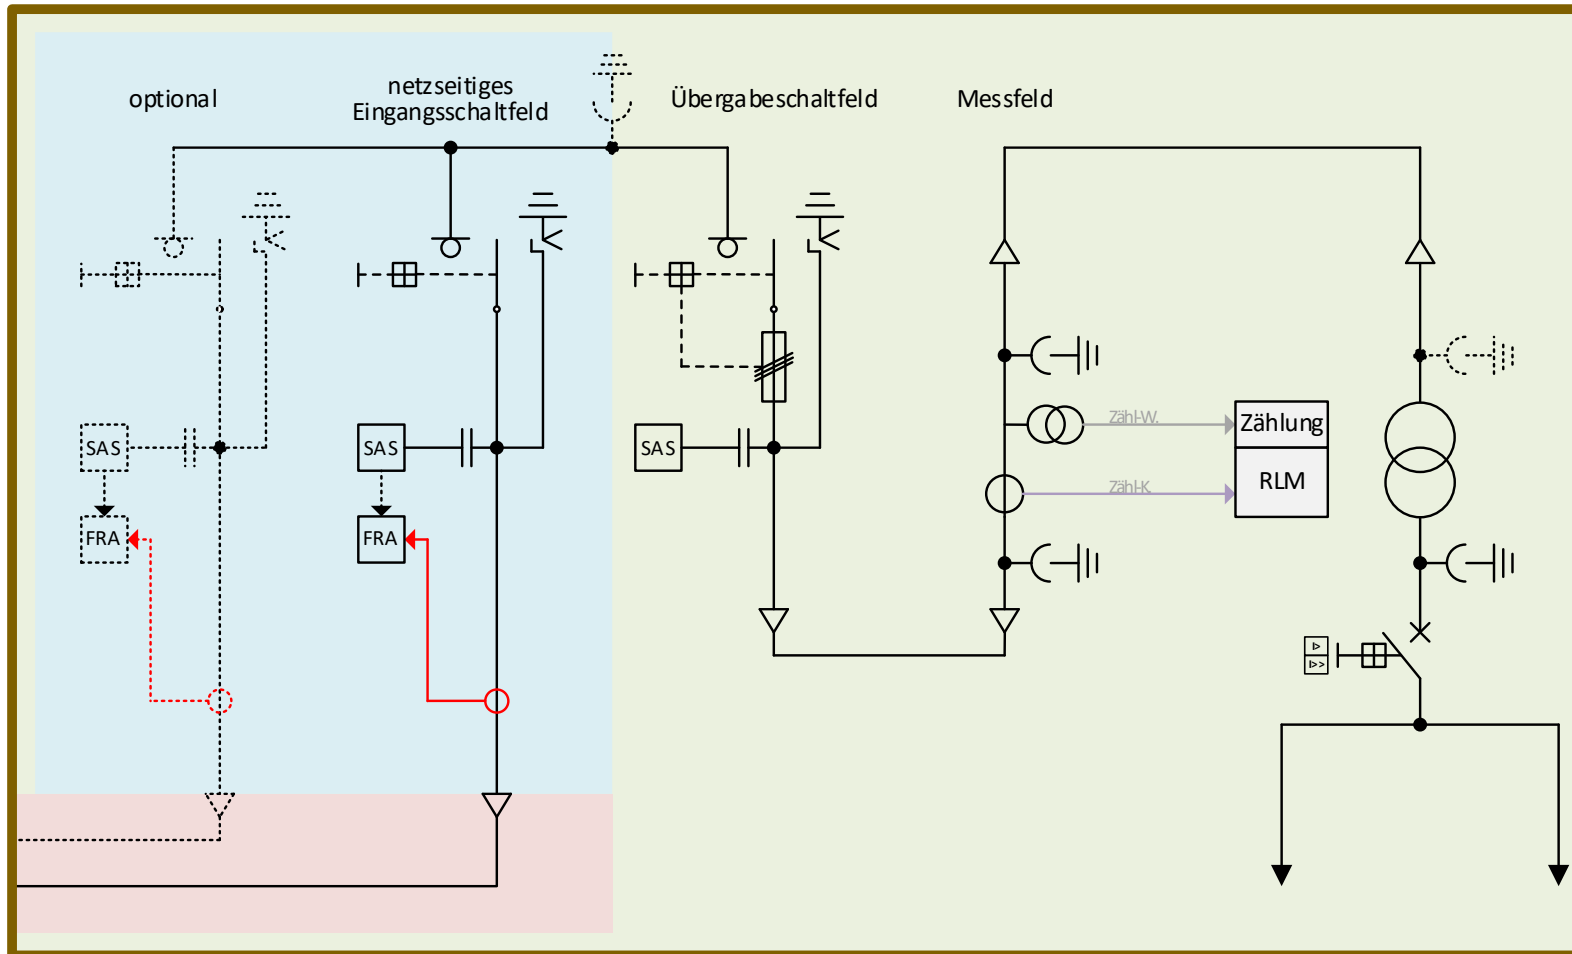 optional
netzseitiges
Eingangsschaltfeld
Übergabeschaltfeld
Messfeld
SAS
FRA
SAS
FRA
SAS
Zähl-W.
Zähl-K.
Zählung
RLM
I>
I>>